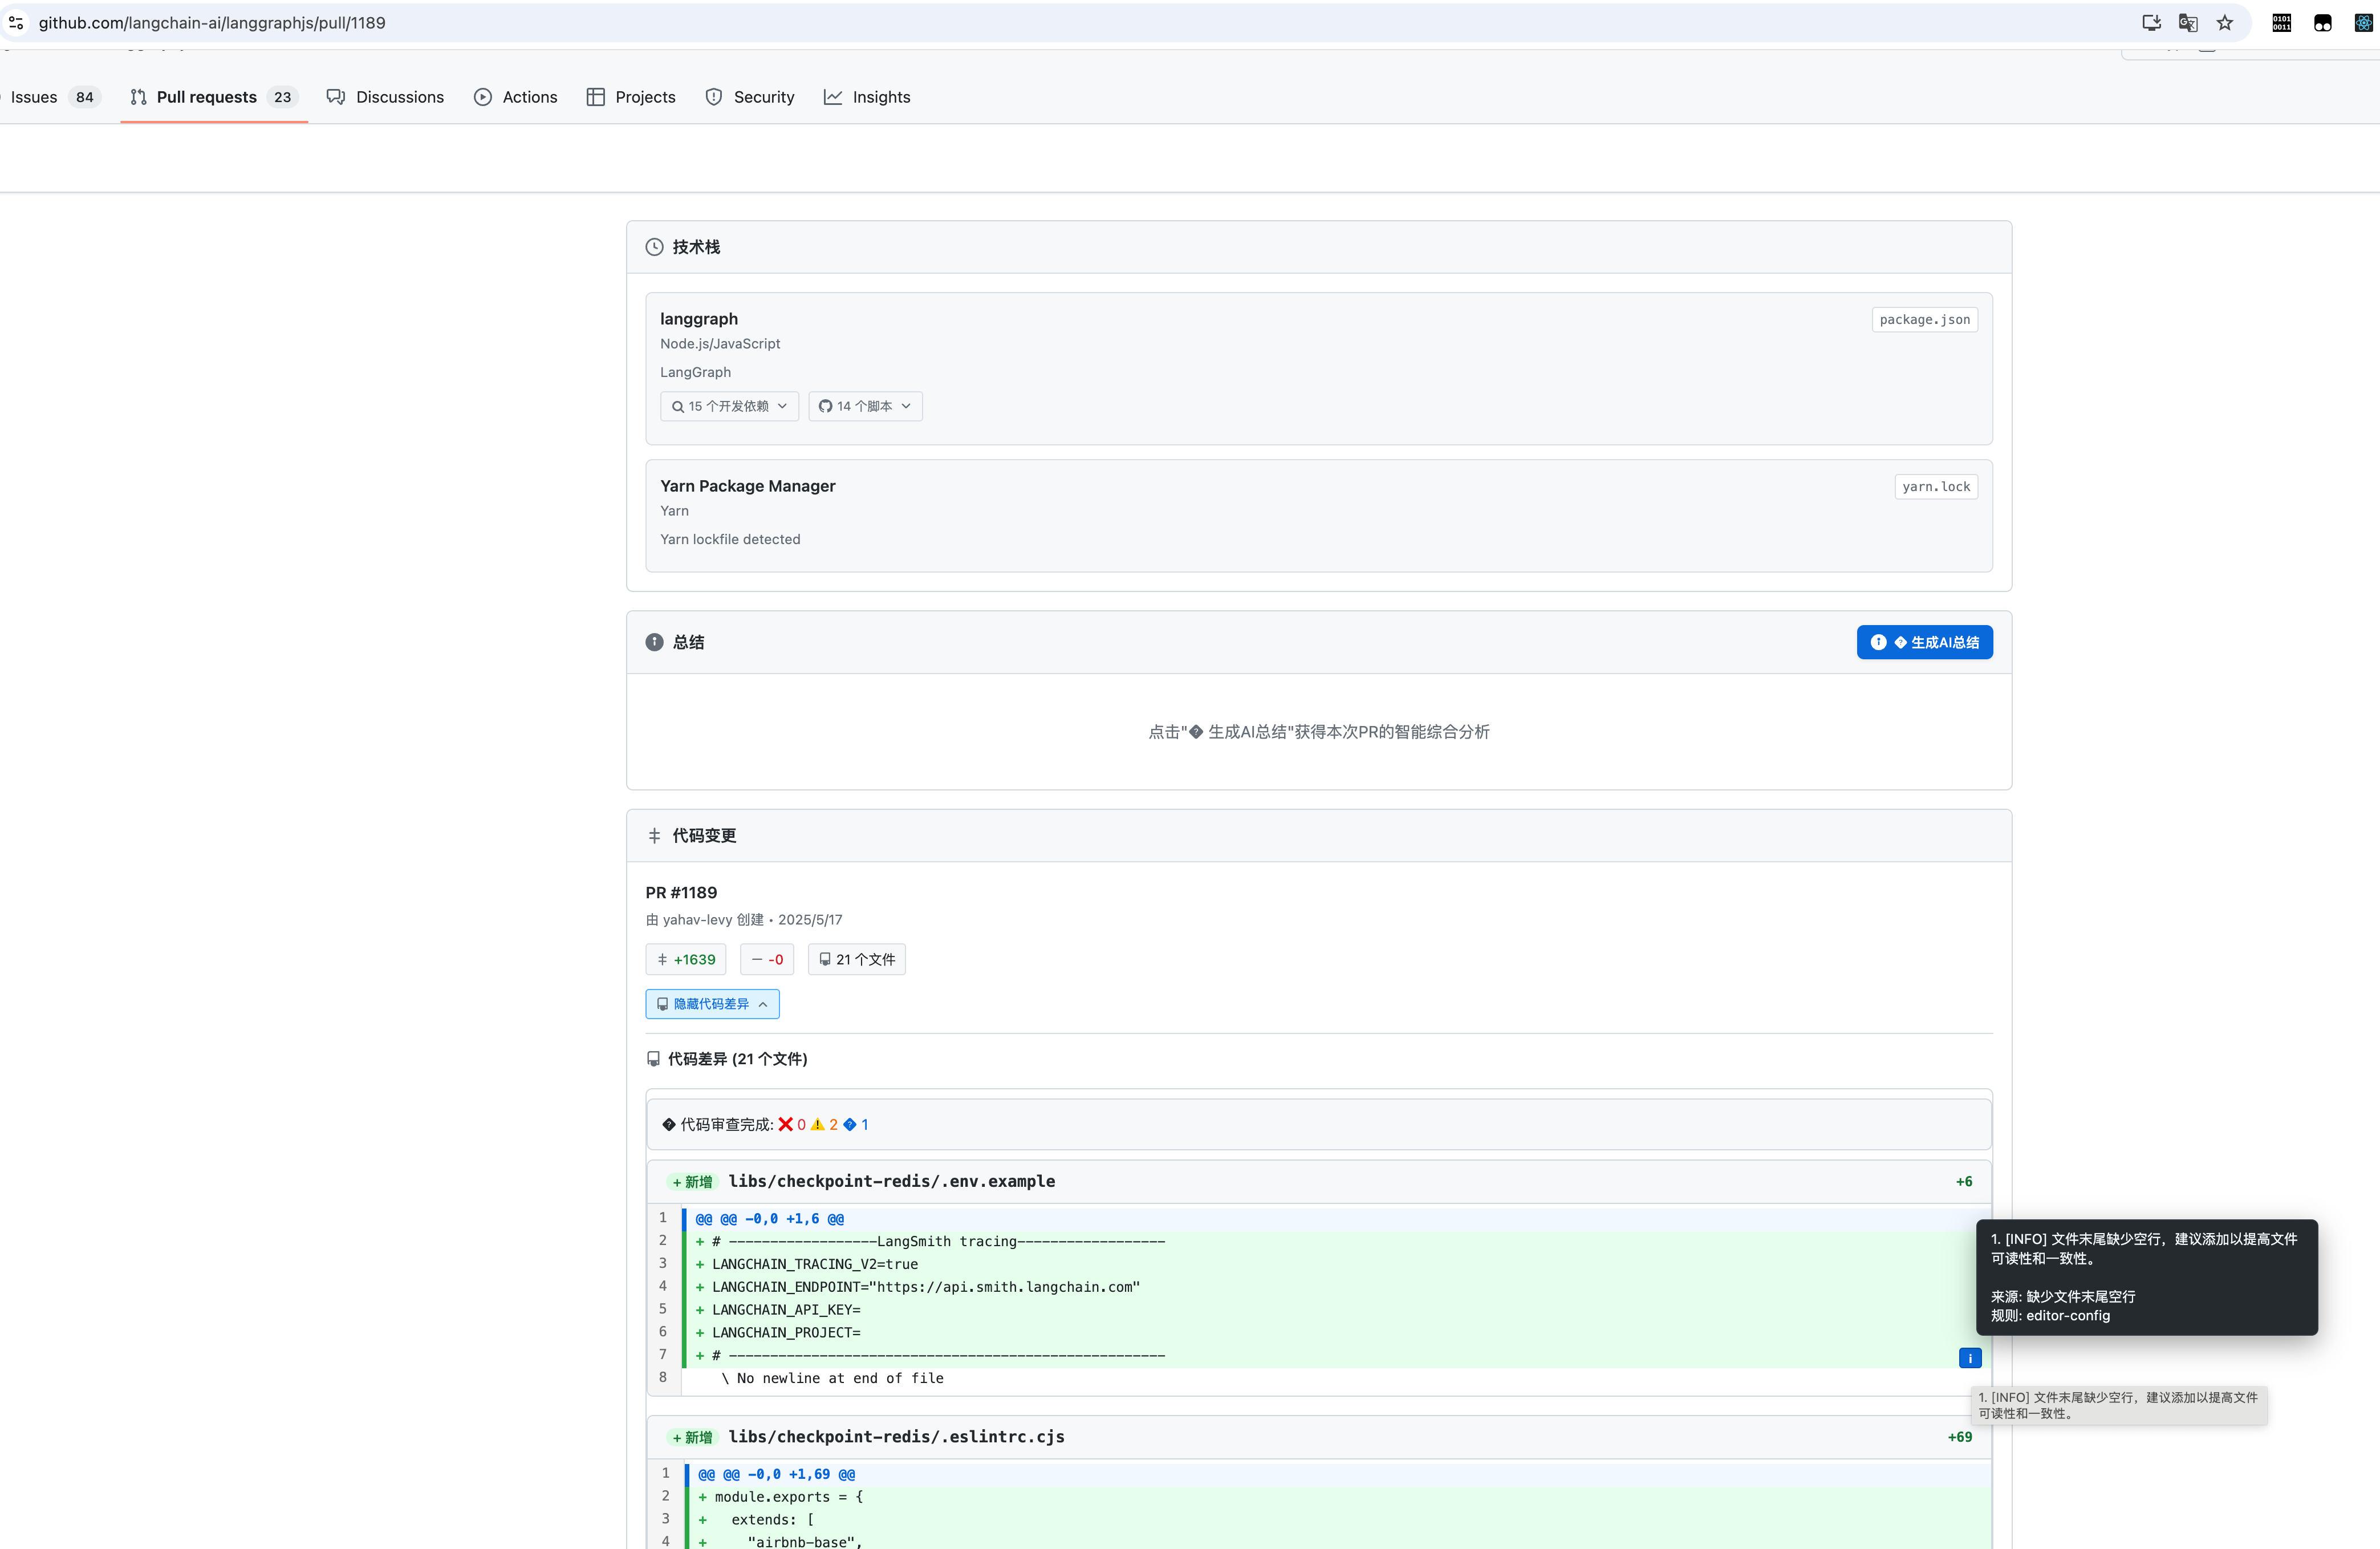 github.com/langchain-ai/langgraphjs/pull/1189
Issues 84 Pull requests 23 Discussions Actions Projects Security Insights
技术栈
langgraph package.json
Node.js/JavaScript
LangGraph
15 个开发依赖 14 个脚本
Yarn Package Manager yarn.lock
Yarn
Yarn lockfile detected
总结 � 生成AI总结
点击"� 生成AI总结"获得本次PR的智能综合分析
代码变更
PR #1189
由 yahav-levy 创建 • 2025/5/17
+1639 -0 21 个文件
隐藏代码差异
代码差异 (21 个文件)
� 代码审查完成: ❌ 0 ⚠️ 2 � 1
+ 新增 libs/checkpoint-redis/.env.example +6
1 @@ @@ -0,0 +1,6 @@
2 + # ------------------LangSmith tracing------------------
3 + LANGCHAIN_TRACING_V2=true
4 + LANGCHAIN_ENDPOINT="https://api.smith.langchain.com"
5 + LANGCHAIN_API_KEY=
6 + LANGCHAIN_PROJECT=
7 + # -----------------------------------------------------
i
8 \ No newline at end of file
1. [INFO] 文件末尾缺少空行，建议添加以提高文件
可读性和一致性。
来源: 缺少文件末尾空行
规则: editor-config
1. [INFO] 文件末尾缺少空行，建议添加以提高文件
可读性和一致性。
+ 新增 libs/checkpoint-redis/.eslintrc.cjs +69
1 @@ @@ -0,0 +1,69 @@
2 + module.exports = {
3 + extends: [
4 + "airbnb-base",